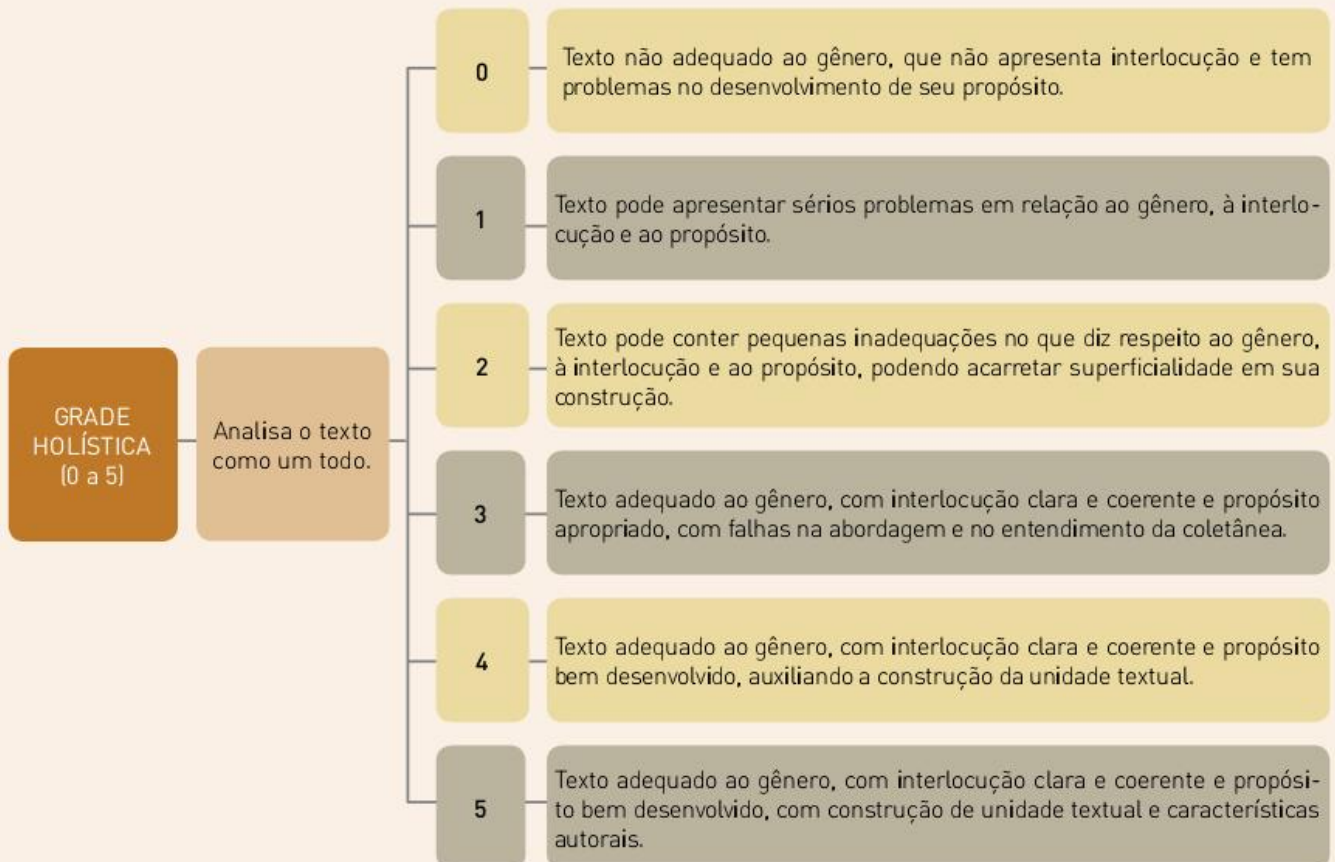 GRADE
HOLÍSTICA
(0 a 5)
Analisa o texto
como um todo.
0
Texto não adequado ao gênero, que não apresenta interlocução e tem
problemas no desenvolvimento de seu propósito.
1
Texto pode apresentar sérios problemas em relação ao gênero, à interlo-
cução e ao propósito.
2
Texto pode conter pequenas inadequações no que diz respeito ao gênero,
à interlocução e ao propósito, podendo acarretar superficialidade em sua
construção.
3
Texto adequado ao gênero, com interlocução clara e coerente e propósito
apropriado, com falhas na abordagem e no entendimento da coletânea.
4
Texto adequado ao gênero, com interlocução clara e coerente e propósito
bem desenvolvido, auxiliando a construção da unidade textual.
5
Texto adequado ao gênero, com interlocução clara e coerente e propósi-
to bem desenvolvido, com construção de unidade textual e características
autorais.